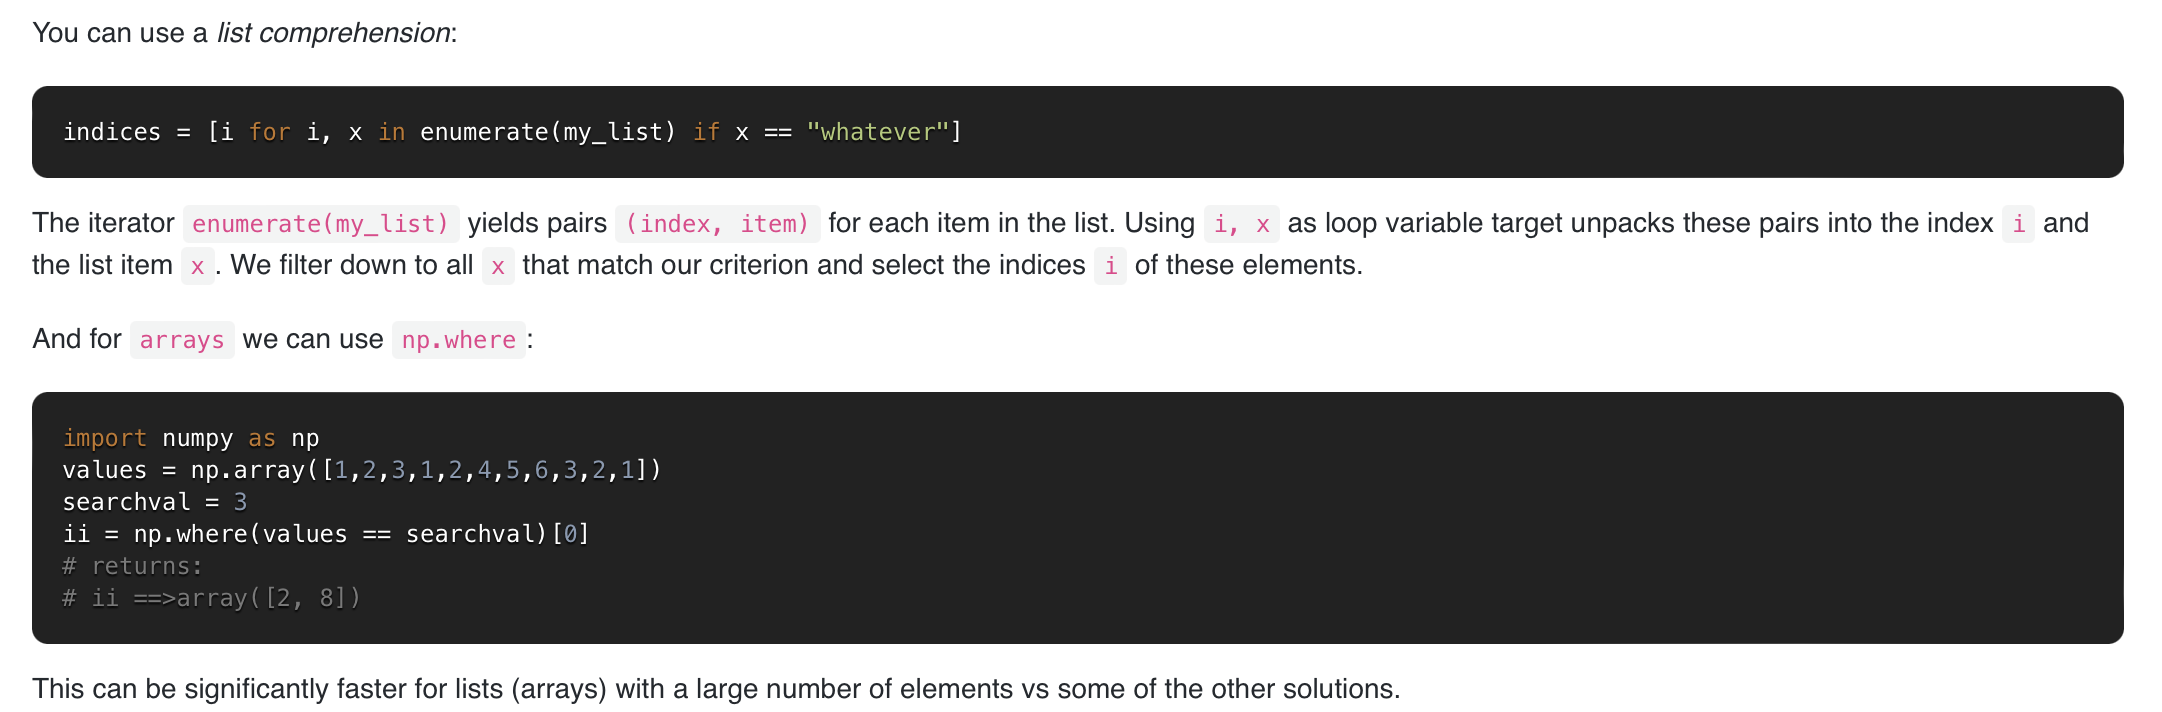 You can use a list comprehension:
indices = [i for i, x in enumerate(my_list) if x == "whatever"]
The iterator enumerate(my_list) yields pairs (index, item) for each item in the list. Using i, x as loop variable target unpacks these pairs into the index i and
the list item x. We filter down to all x that match our criterion and select the indices i of these elements.
And for arrays we can use np.where:
import numpy as np
values = np.array([1,2,3,1,2,4,5,6,3,2,1])
searchval = 3
ii = np.where(values == searchval)[0]
# returns:
# ii ==>array([2, 8])
This can be significantly faster for lists (arrays) with a large number of elements vs some of the other solutions.